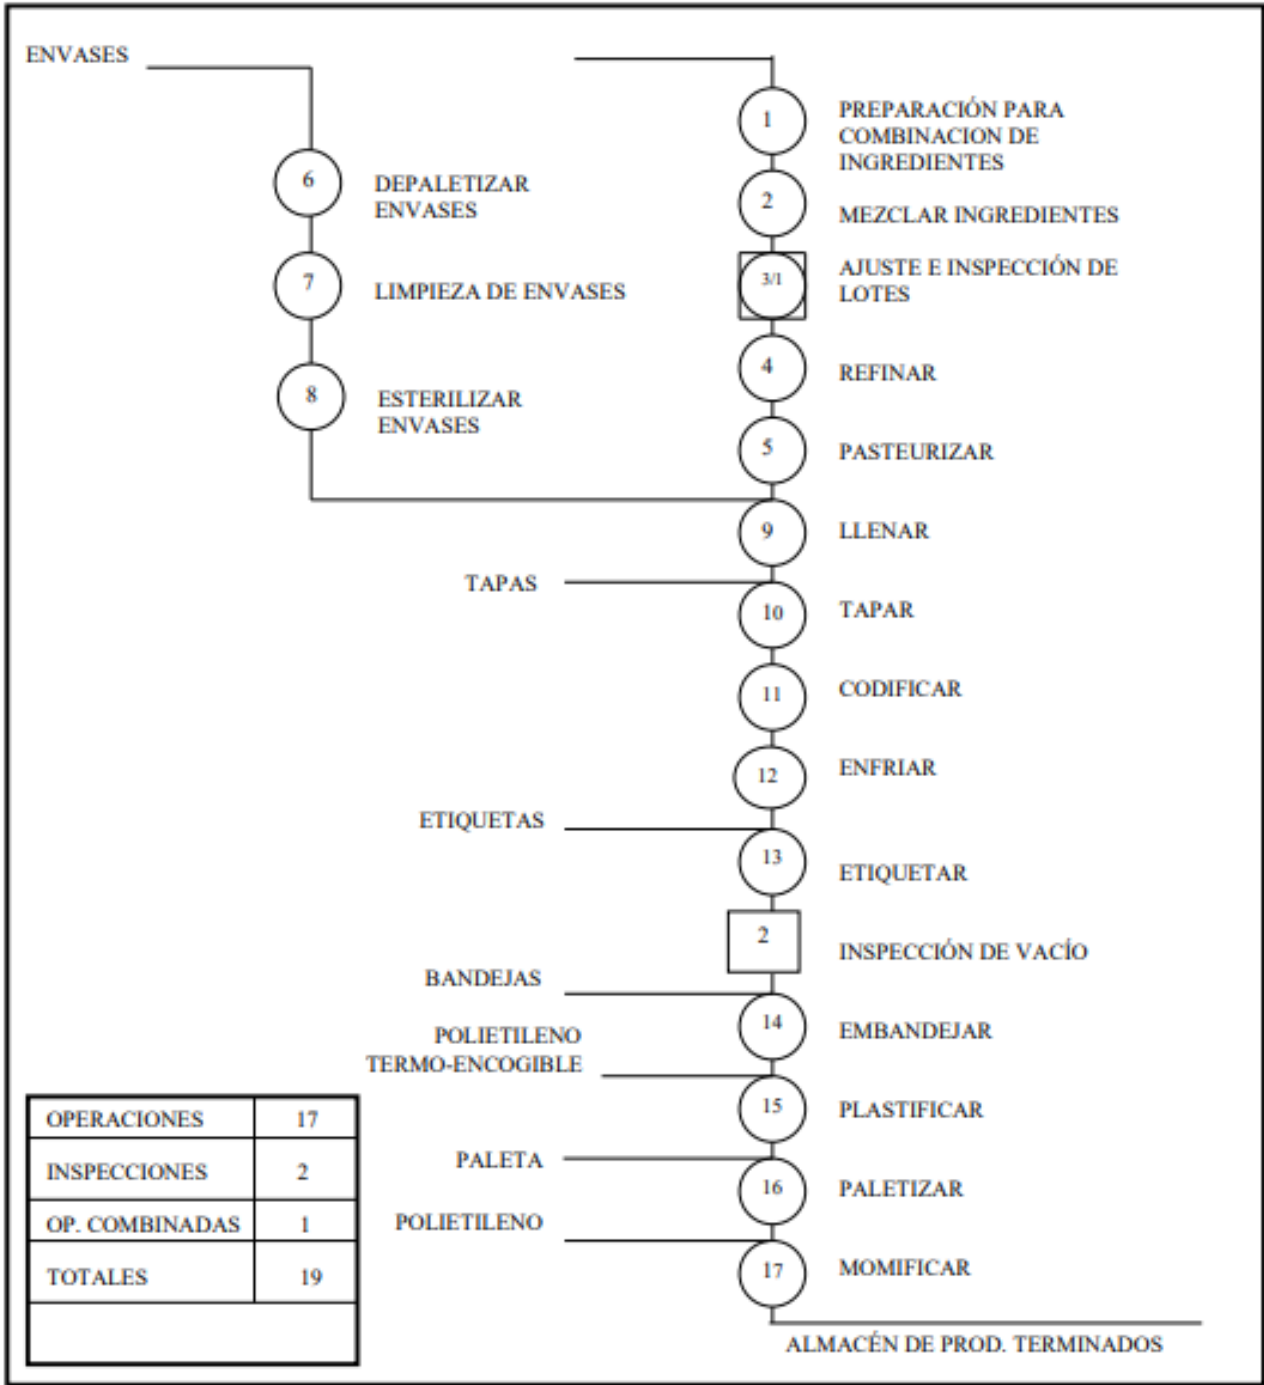 ENVASES
6
DEPALETIZAR
ENVASES
7
LIMPIEZA DE ENVASES
8
ESTERILIZAR
ENVASES
1
PREPARACIÓN PARA
COMBINACION DE
INGREDIENTES
2
MEZCLAR INGREDIENTES
3/1
AJUSTE E INSPECCIÓN DE
LOTES
4
REFINAR
5
PASTEURIZAR
9
LLENAR
TAPAS
10
TAPAR
11
CODIFICAR
12
ENFRIAR
ETIQUETAS
13
ETIQUETAR
2
INSPECCIÓN DE VACÍO
BANDEJAS
14
EMBANDEJAR
POLIETILENO
TERMO-ENCOGIBLE
15
PLASTIFICAR
PALETA
16
PALETIZAR
POLIETILENO
17
MOMIFICAR
ALMACÉN DE PROD. TERMINADOS
OPERACIONES 17
INSPECCIONES 2
OP. COMBINADAS 1
TOTALES 19